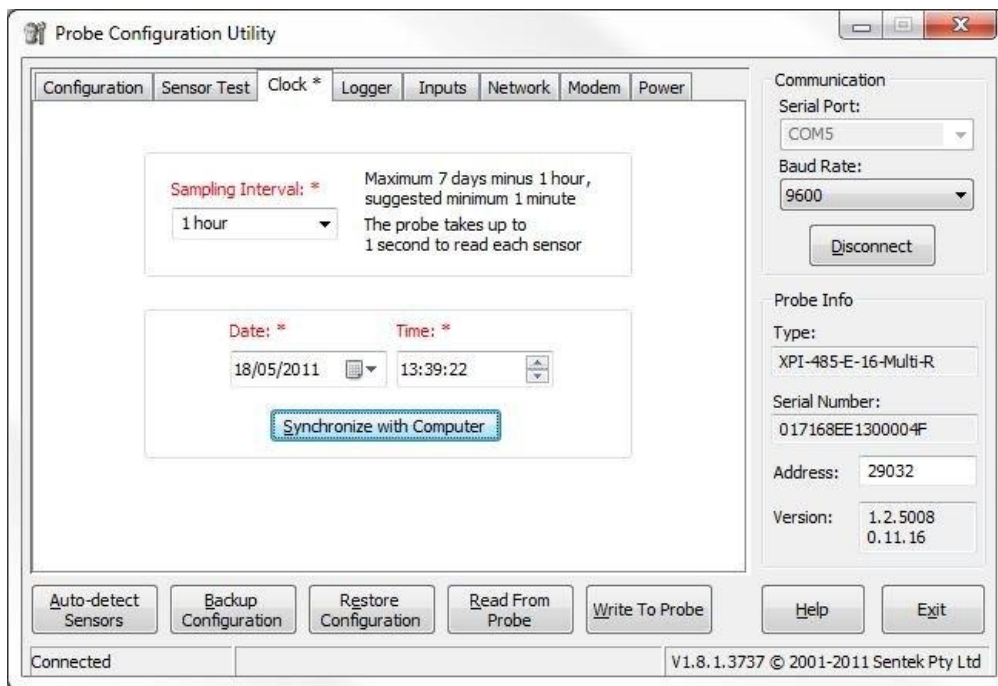 Probe Configuration Utility
Configuration Sensor Test Clock * Logger Inputs Network Modem Power
Sampling Interval: *
1 hour
Maximum 7 days minus 1 hour,
suggested minimum 1 minute
The probe takes up to
1 second to read each sensor
Date: * Time: *
18/05/2011 13:39:22
Synchronize with Computer
Communication
Serial Port:
COM5
Baud Rate:
9600
Disconnect
Probe Info
Type:
XPI-485-E-16-Multi-R
Serial Number:
017168EE1300004F
Address: 29032
Version: 1.2.5008
0.11.16
Auto-detect
Sensors
Backup
Configuration
Restore
Configuration
Read From
Probe
Write To Probe
Help
Exit
Connected
V1.8.1.3737 © 2001-2011 Sentek Pty Ltd